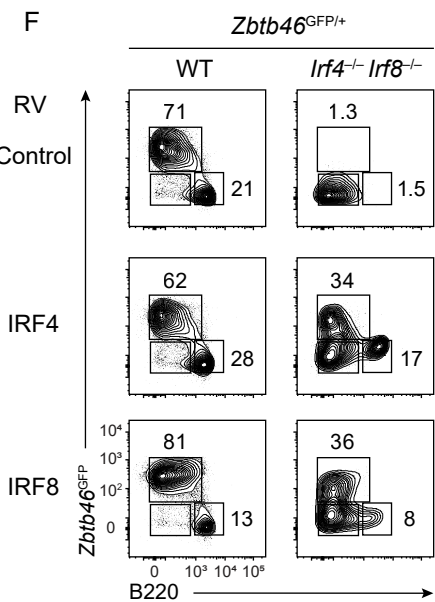 F
Zbtb46GFP/+
WT
Irf4–/– Irf8–/–
RV
Control
71
21
1.3
1.5
IRF4
62
28
34
17
IRF8
81
13
36
8
Zbtb46GFP
10⁴
10³
10²
0
0 10³ 10⁴ 10⁵
B220